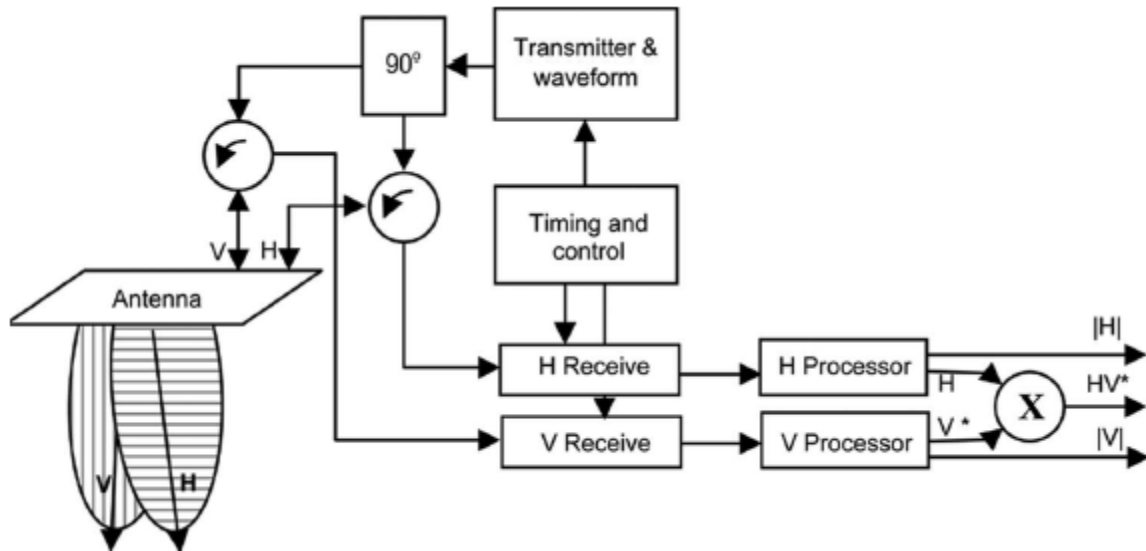 Transmitter &
waveform
90º
Timing and
control
V
H
Antenna
H Receive
H Processor
|H|
H
X
HV*
V Receive
V Processor
V *
|V|
V
H